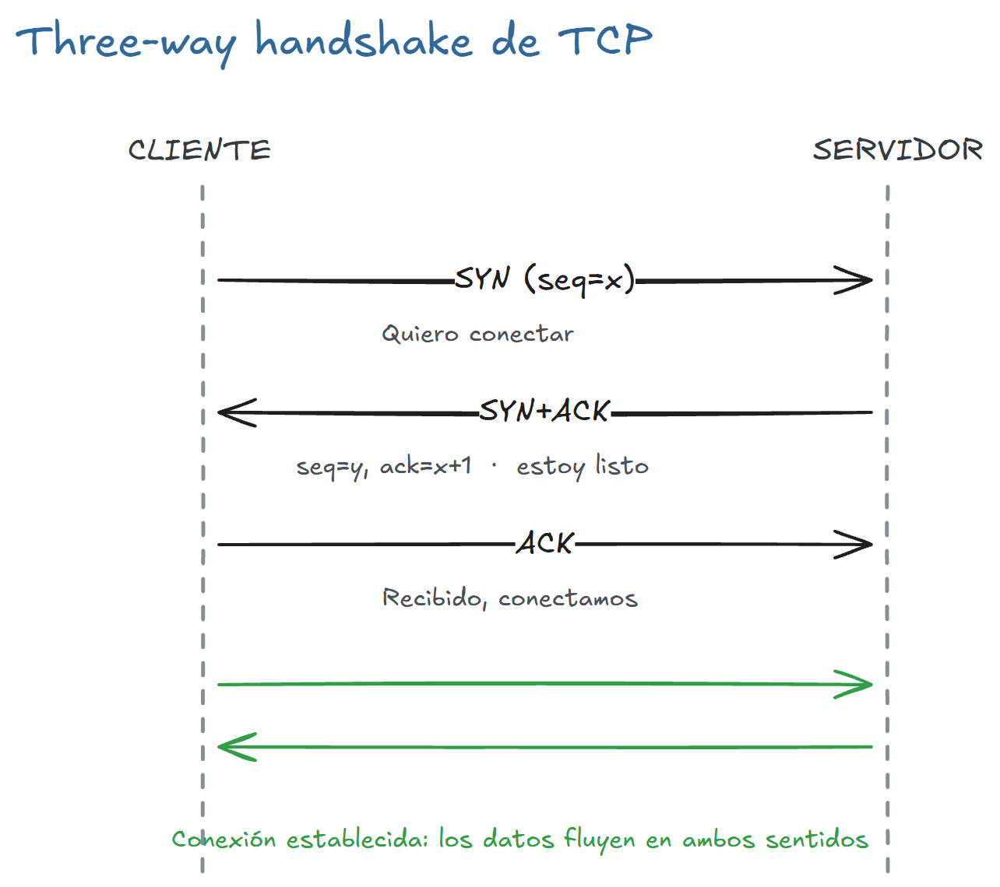 Three-way handshake de TCP
CLIENTE
SERVIDOR
SYN (seq=x)
Quiero conectar
SYN+ACK
seq=y, ack=x+1 · estoy listo
ACK
Recibido, conectamos
Conexión establecida: los datos fluyen en ambos sentidos